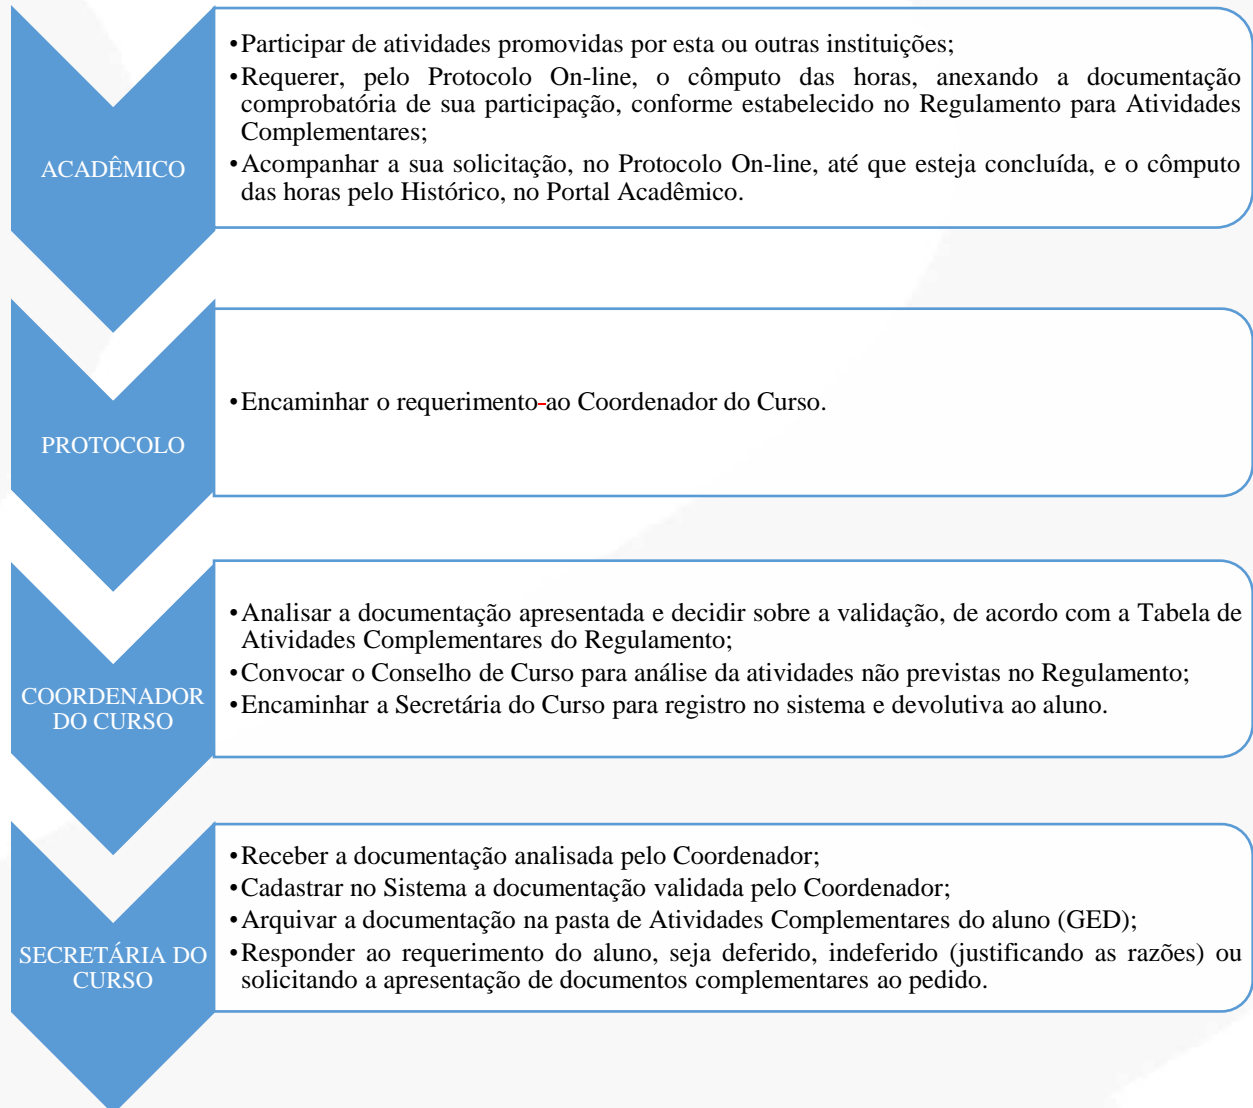 ACADÊMICO
•Participar de atividades promovidas por esta ou outras instituições;
•Requerer, pelo Protocolo On-line, o cômputo das horas, anexando a documentação
comprobatória de sua participação, conforme estabelecido no Regulamento para Atividades
Complementares;
•Acompanhar a sua solicitação, no Protocolo On-line, até que esteja concluída, e o cômputo
das horas pelo Histórico, no Portal Acadêmico.
PROTOCOLO
•Encaminhar o requerimento-ao Coordenador do Curso.
COORDENADOR
DO CURSO
•Analisar a documentação apresentada e decidir sobre a validação, de acordo com a Tabela de
Atividades Complementares do Regulamento;
•Convocar o Conselho de Curso para análise da atividades não previstas no Regulamento;
•Encaminhar a Secretária do Curso para registro no sistema e devolutiva ao aluno.
SECRETÁRIA DO
CURSO
•Receber a documentação analisada pelo Coordenador;
•Cadastrar no Sistema a documentação validada pelo Coordenador;
•Arquivar a documentação na pasta de Atividades Complementares do aluno (GED);
•Responder ao requerimento do aluno, seja deferido, indeferido (justificando as razões) ou
solicitando a apresentação de documentos complementares ao pedido.